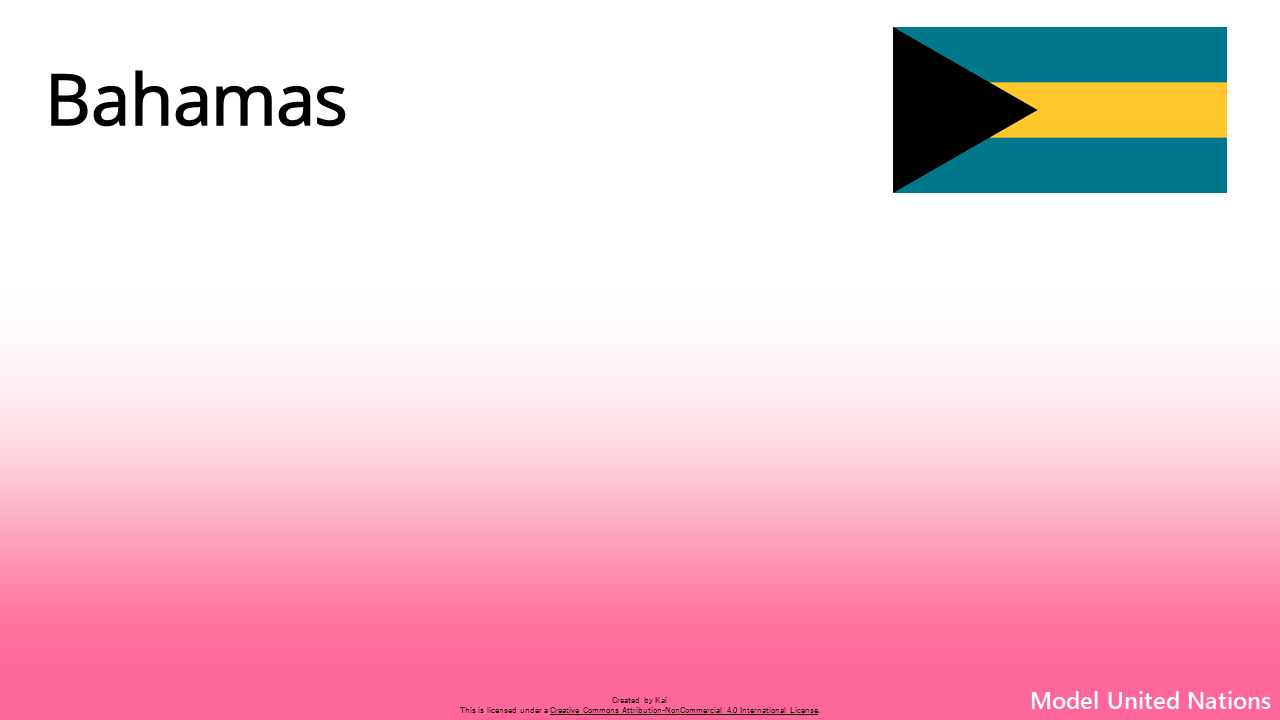 Bahamas
Created by Kai
This is licensed under a Creative Commons Attribution-NonCommercial 4.0 International License.
Model United Nations